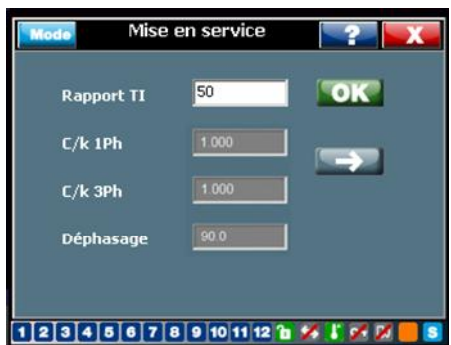 Mode Mise en service ? X
Rapport TI 50 OK
C/k 1Ph 1.000
C/k 3Ph 1.000
Déphasage 90.0
1 2 3 4 5 6 7 8 9 10 11 12 S